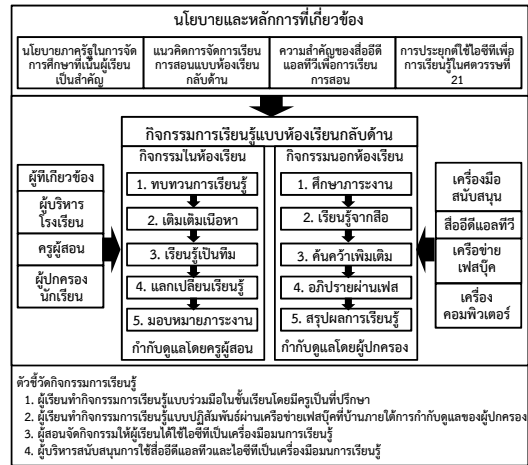 นโยบายและหลักการที่เกี่ยวข้อง
นโยบายภาครัฐในการจัด
การศึกษาที่เน้นผู้เรียน
เป็นสำคัญ
แนวคิดการจัดการเรียน
การสอนแบบห้องเรียน
กลับด้าน
ความสำคัญของสื่ออีดี
แอลทีวีเพื่อการเรียน
การสอน
การประยุกต์ใช้ไอซีทีเพื่อ
การเรียนรู้ในศตวรรษที่
21
กิจกรรมการเรียนรู้แบบห้องเรียนกลับด้าน
กิจกรรมในห้องเรียน
1. ทบทวนการเรียนรู้
2. เติมเต็มเนื้อหา
3. เรียนรู้เป็นทีม
4. แลกเปลี่ยนเรียนรู้
5. มอบหมายภาระงาน
กำกับดูแลโดยครูผู้สอน
กิจกรรมนอกห้องเรียน
1. ศึกษาภาระงาน
2. เรียนรู้จากสื่อ
3. ค้นคว้าเพิ่มเติม
4. อภิปรายผ่านเฟส
5. สรุปผลการเรียนรู้
กำกับดูแลโดยผู้ปกครอง
ผู้ที่เกี่ยวข้อง
ผู้บริหาร
โรงเรียน
ครูผู้สอน
ผู้ปกครอง
นักเรียน
เครื่องมือ
สนับสนุน
สื่ออีดีแอลทีวี
เครือข่าย
เฟสบุ๊ค
เครื่อง
คอมพิวเตอร์
ตัวชี้วัดกิจกรรมการเรียนรู้
1. ผู้เรียนทำกิจกรรมการเรียนรู้แบบร่วมมือในชั้นเรียนโดยมีครูเป็นที่ปรึกษา
2. ผู้เรียนทำกิจกรรมการเรียนรู้แบบปฏิสัมพันธ์ผ่านเครือข่ายเฟสบุ๊คที่บ้านภายใต้การกำกับดูแลของผู้ปกครอง
3. ผู้สอนจัดกิจกรรมให้ผู้เรียนได้ใช้ไอซีทีเป็นเครื่องมือมนการเรียนรู้
4. ผู้บริหารสนับสนุนการใช้สื่ออีดีแอลทีวีและไอซีทีเป็นเครื่องมือมนการเรียนรู้